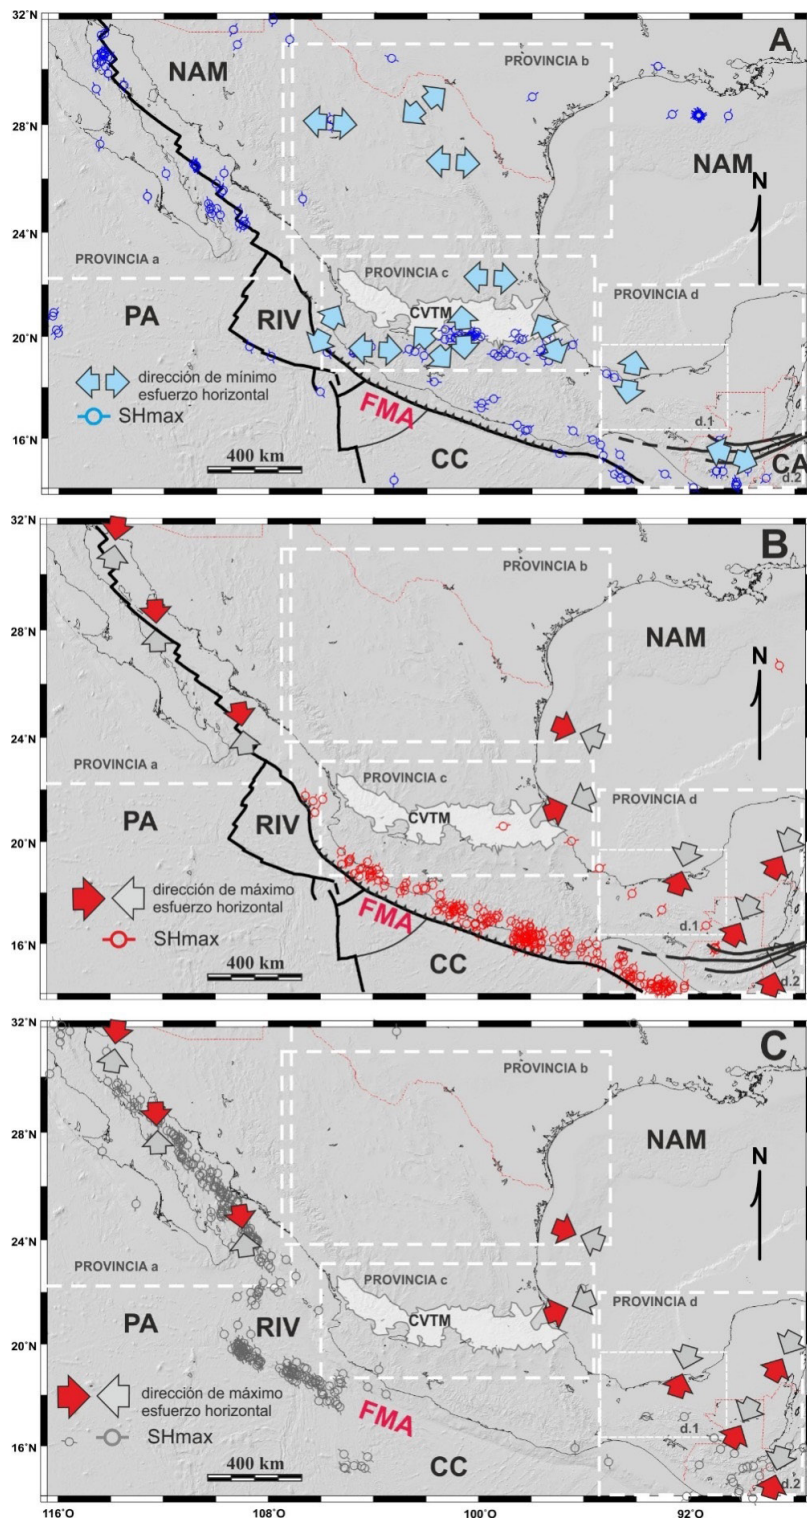 32°N
A
NAM
PROVINCIA b
28°N
NAM
N
24°N
PROVINCIA a
PROVINCIA c
PROVINCIA d
PA
RIV
CVTM
20°N
dirección de mínimo
esfuerzo horizontal
SHmax
FMA
d.1
16°N
400 km
CC
CA
d.2
32°N
B
PROVINCIA b
28°N
NAM
N
24°N
PROVINCIA a
PROVINCIA c
PROVINCIA d
PA
RIV
CVTM
20°N
dirección de máximo
esfuerzo horizontal
SHmax
FMA
d.1
16°N
400 km
CC
d.2
32°N
C
PROVINCIA b
28°N
NAM
N
24°N
PROVINCIA a
PROVINCIA c
PROVINCIA d
PA
RIV
CVTM
20°N
dirección de máximo
esfuerzo horizontal
SHmax
FMA
d.1
16°N
400 km
CC
d.2
116°O
108°O
100°O
92°O